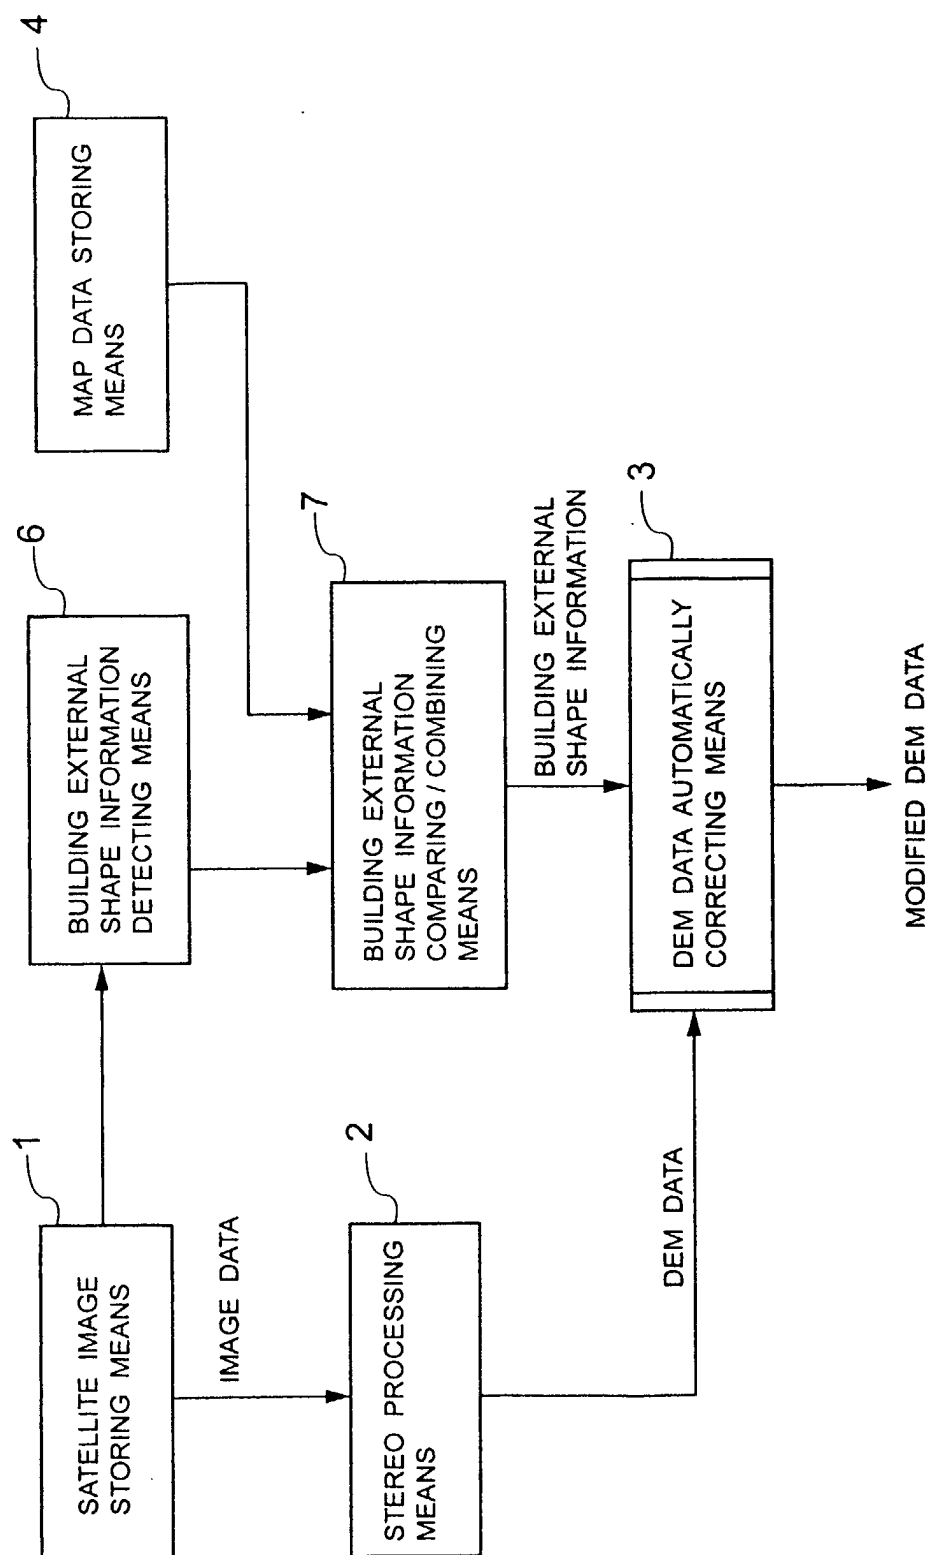 1
SATELLITE IMAGE
STORING MEANS
6
BUILDING EXTERNAL
SHAPE INFORMATION
DETECTING MEANS
4
MAP DATA STORING
MEANS
IMAGE DATA
2
STEREO PROCESSING
MEANS
7
BUILDING EXTERNAL
SHAPE INFORMATION
COMPARING / COMBINING
MEANS
BUILDING EXTERNAL
SHAPE INFORMATION
DEM DATA
3
DEM DATA AUTOMATICALLY
CORRECTING MEANS
MODIFIED DEM DATA